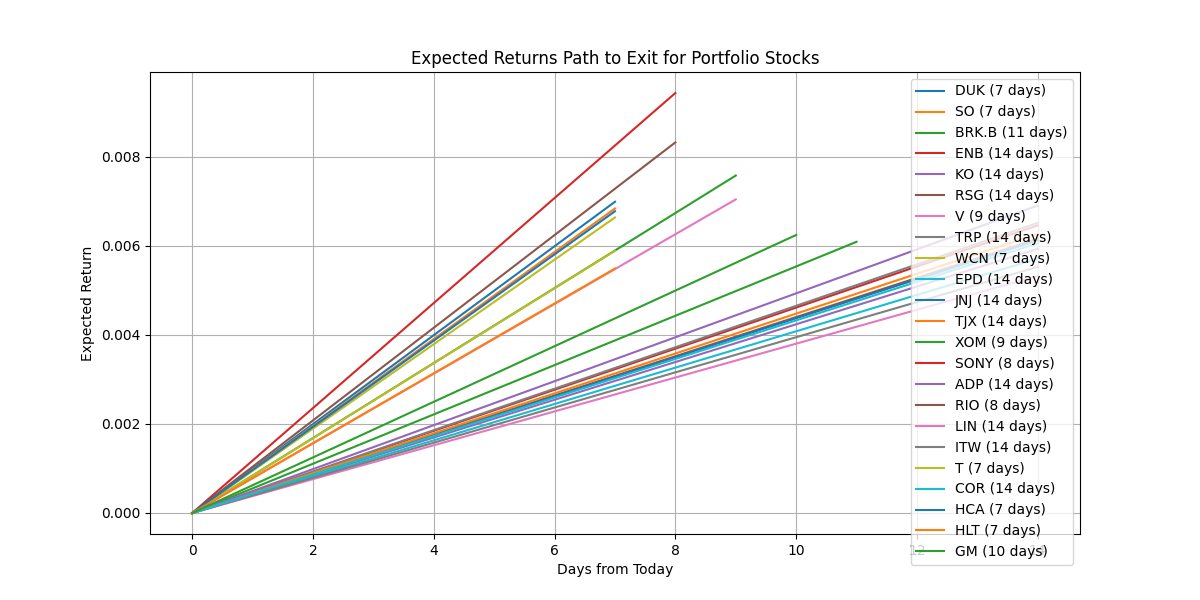 Expected Returns Path to Exit for Portfolio Stocks
Expected Return
0.008
0.006
0.004
0.002
0.000
0
2
4
6
8
10
12
Days from Today
DUK (7 days)
SO (7 days)
BRK.B (11 days)
ENB (14 days)
KO (14 days)
RSG (14 days)
V (9 days)
TRP (14 days)
WCN (7 days)
EPD (14 days)
JNJ (14 days)
TJX (14 days)
XOM (9 days)
SONY (8 days)
ADP (14 days)
RIO (8 days)
LIN (14 days)
ITW (14 days)
T (7 days)
COR (14 days)
HCA (7 days)
HLT (7 days)
GM (10 days)